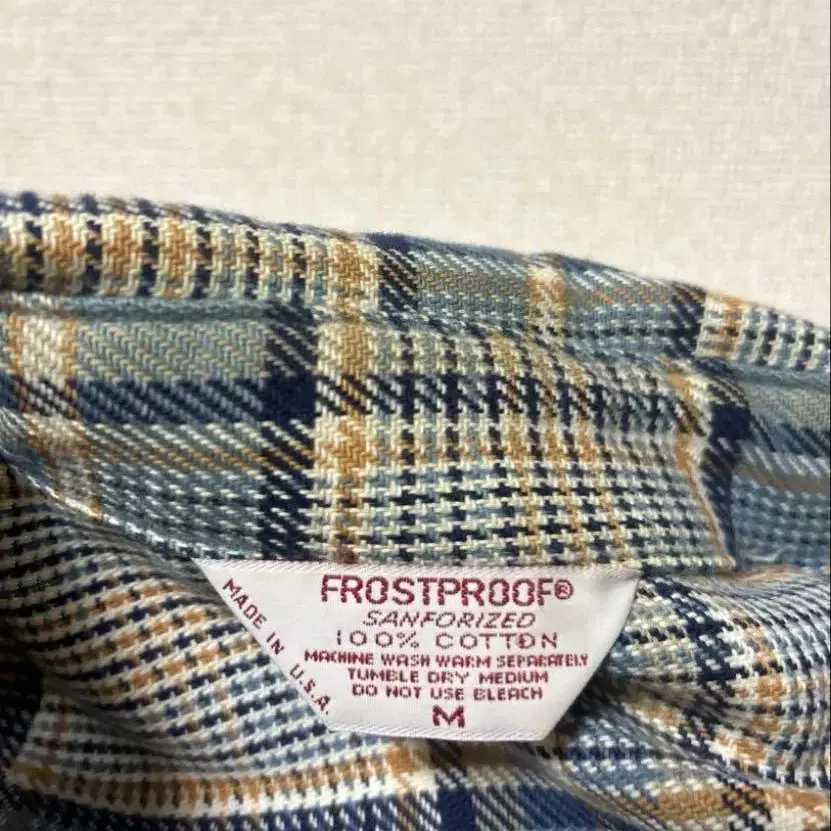 FROSTPROOF®
SANFORIZED
100% COTTON
MACHINE WASH WARM SEPARATELY
TUMBLE DRY MEDIUM
DO NOT USE BLEACH
M
MADE IN U.S.A.